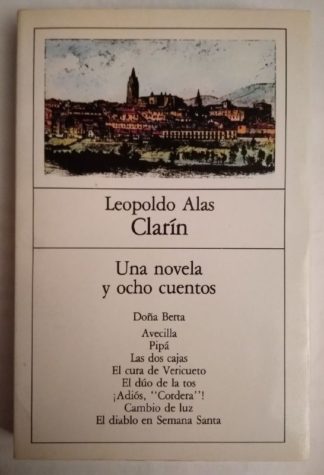 Leopoldo Alas
Clarín
Una novela
y ocho cuentos
Doña Berta
Avecilla
Pipá
Las dos cajas
El cura de Vericueto
El dúo de la tos
¡Adiós, "Cordera"!
Cambio de luz
El diablo en Semana Santa